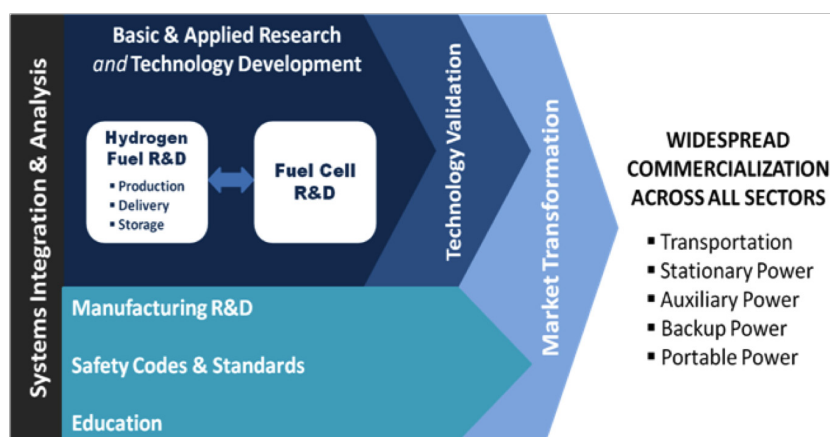 Systems Integration & Analysis
Basic & Applied Research
and Technology Development
Hydrogen
Fuel R&D
▪ Production
▪ Delivery
▪ Storage
Fuel Cell
R&D
Technology Validation
Market Transformation
Manufacturing R&D
Safety Codes & Standards
Education
WIDESPREAD
COMMERCIALIZATION
ACROSS ALL SECTORS
▪ Transportation
▪ Stationary Power
▪ Auxiliary Power
▪ Backup Power
▪ Portable Power